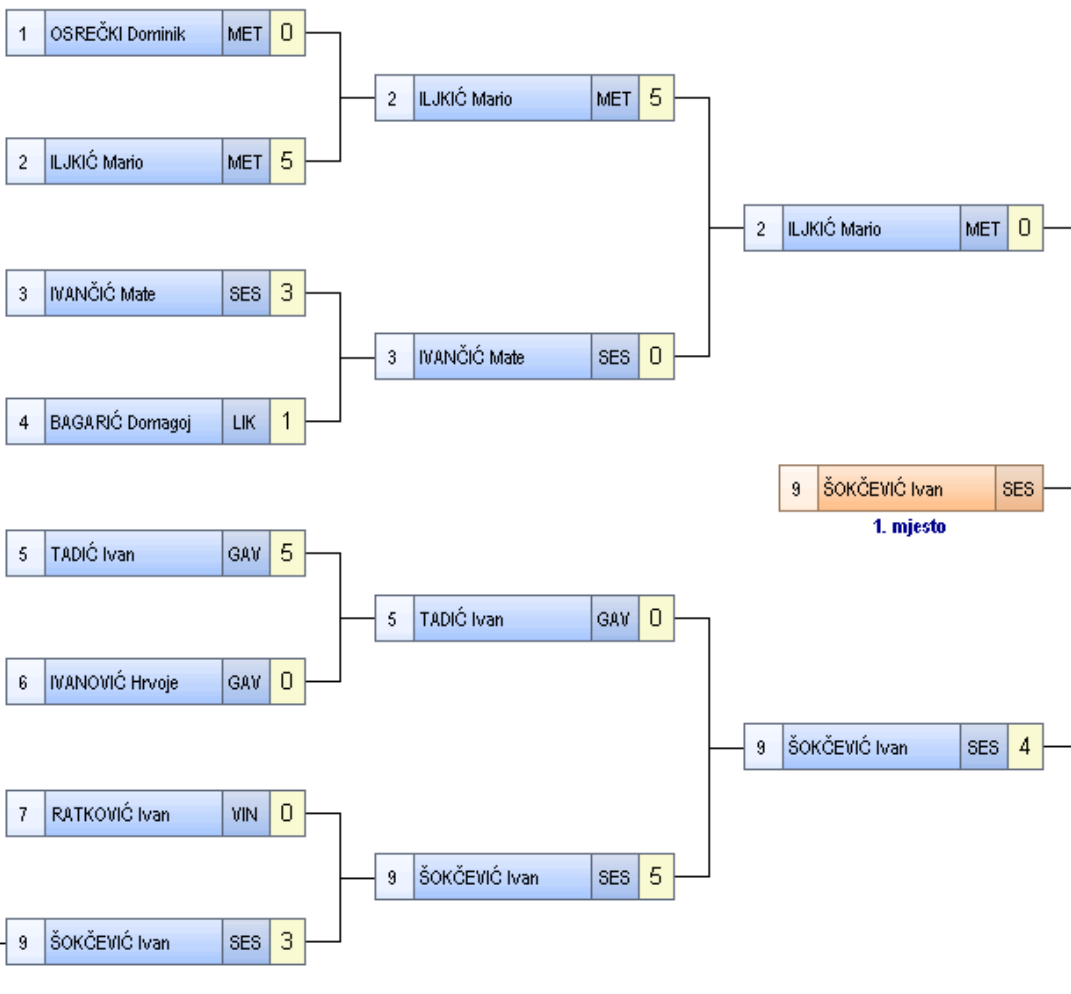 1 OSREČKI Dominik MET 0
2 ILJKIĆ Mario MET 5
2 ILJKIĆ Mario MET 5
2 ILJKIĆ Mario MET 0
3 IVANČIĆ Mate SES 3
3 IVANČIĆ Mate SES 0
4 BAGARIĆ Domagoj LIK 1
9 ŠOKČEVIĆ Ivan SES
1. mjesto
5 TADIĆ Ivan GAV 5
5 TADIĆ Ivan GAV 0
6 IVANOVIĆ Hrvoje GAV 0
9 ŠOKČEVIĆ Ivan SES 4
7 RATKOVIĆ Ivan VIN 0
9 ŠOKČEVIĆ Ivan SES 5
9 ŠOKČEVIĆ Ivan SES 3